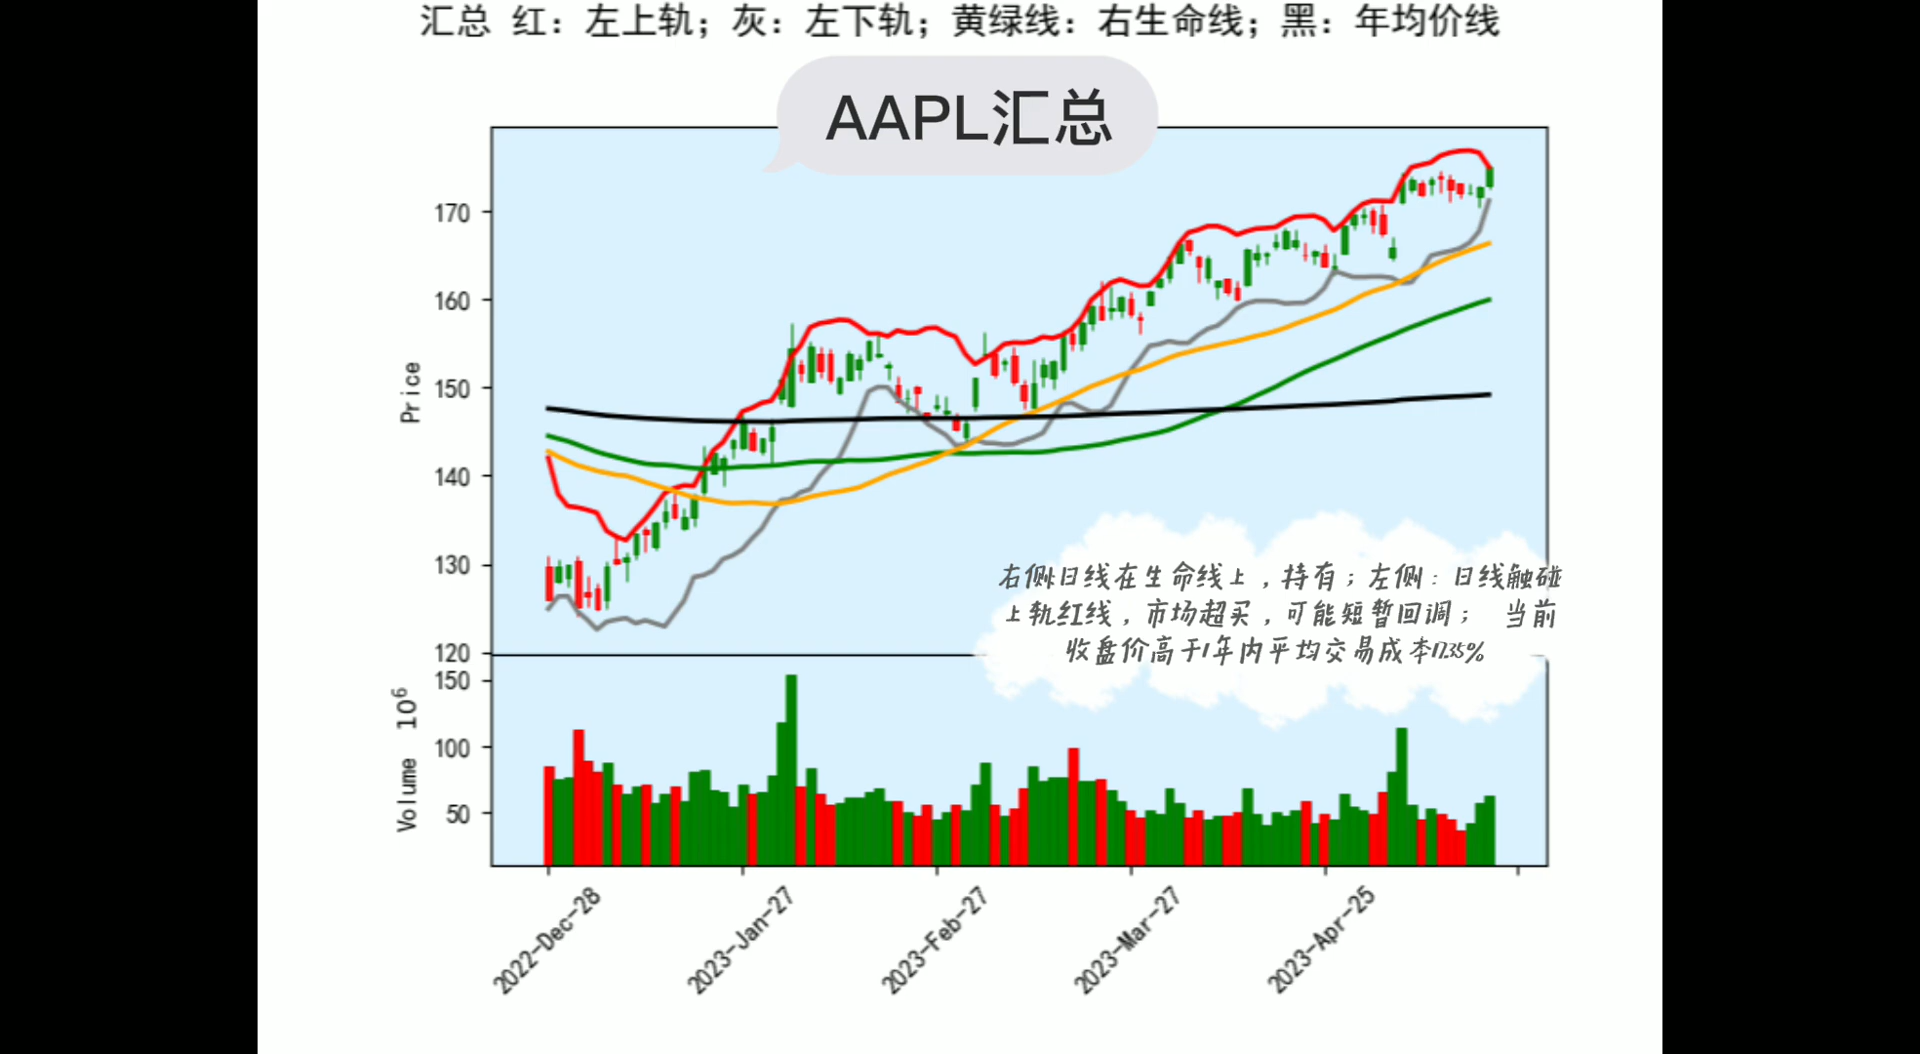 汇总 红：左上轨；灰：左下轨；黄绿线：右生命线；黑：年均价线
AAPL汇总
170
160
150
140
130
120
Price
右侧:日线在生命线上，持有；左侧：日线触碰
上轨红线，市场超买，可能短暂回调； 当前
收盘价高于1年内平均交易成本17.35%
150
100
50
Volume 10⁶
2022-Dec-28
2023-Jan-27
2023-Feb-27
2023-Mar-27
2023-Apr-25